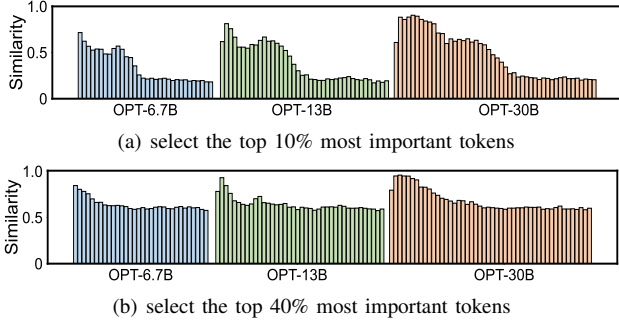 1.0
0.5
0
Similarity
OPT-6.7B OPT-13B OPT-30B
(a) select the top 10% most important tokens
1.0
0.5
0
Similarity
OPT-6.7B OPT-13B OPT-30B
(b) select the top 40% most important tokens